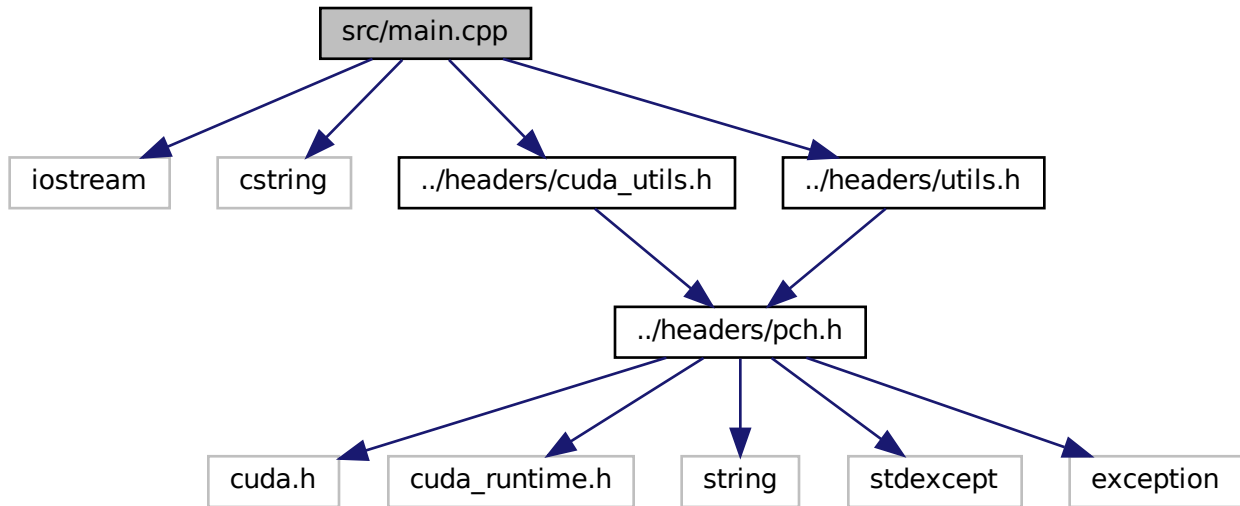 src/main.cpp
iostream
cstring
../headers/cuda_utils.h
../headers/utils.h
../headers/pch.h
cuda.h
cuda_runtime.h
string
stdexcept
exception